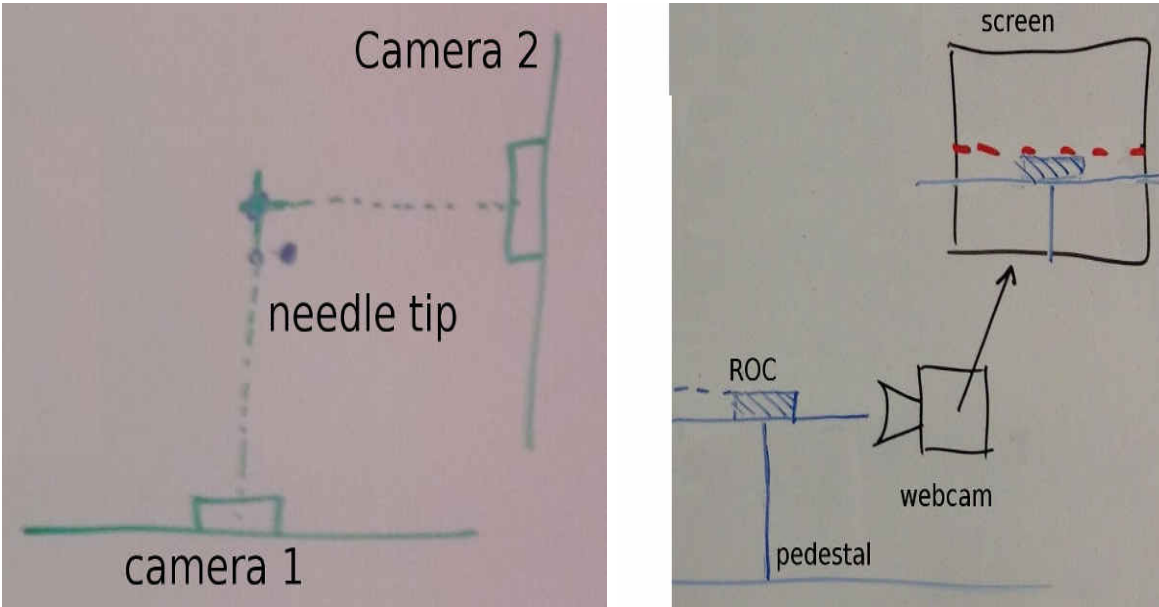 Camera 2
needle tip
camera 1
screen
ROC
webcam
pedestal